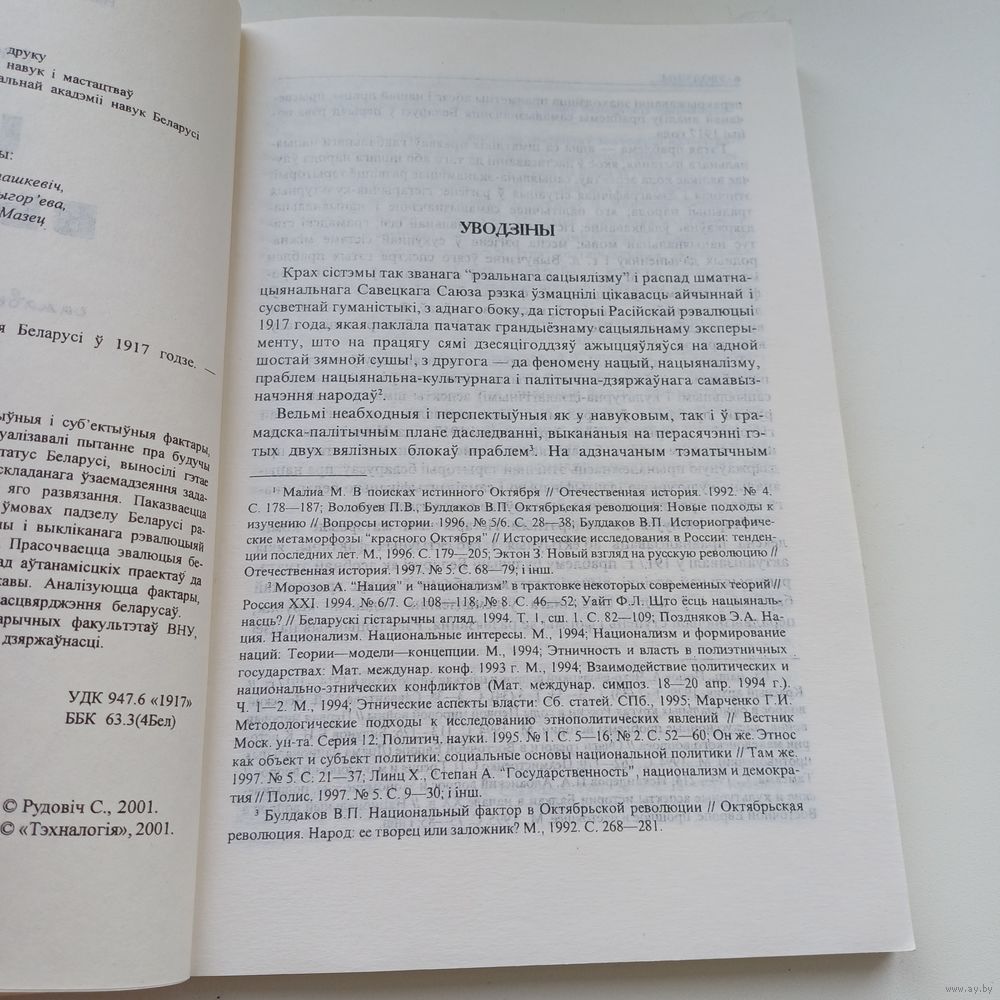 друку
навук і мастацтваў
альнай акадэміі навук Беларусі
ы:
ашкевіч,
ыгор’ева,
Мазец
я Беларусі ў 1917 годзе. —
ыўныя і суб’ектыўныя фактары,
уалізавалі пытанне пра будучы
татус Беларусі, выносілі гэтае
складанага ўзаемадзеяння зада-
яго развязання. Паказваецца
ўмовах падзелу Беларусі ра-
ны і выкліканага рэвалюцыяй
. Прасочваецца эвалюцыя бе-
ад аўтанамісцкіх праектаў да
жавы. Аналізуюцца фактары,
асцвярджэння беларусаў.
арычных факультэтаў ВНУ,
дзяржаўнасці.
УДК 947.6 «1917»
ББК 63.3(4Бел)
© Рудовіч С., 2001.
© «Тэхналогія», 2001.
УВОДЗІНЫ
Крах сістэмы так званага “рэальнага сацыялізму” і распад шматна-
цыянальнага Савецкага Саюза рэзка ўзмацнілі цікавасць айчыннай і
сусветнай гуманістыкі, з аднаго боку, да гісторыі Расійскай рэвалюцыі
1917 года, якая паклала пачатак грандыёзнаму сацыяльнаму эксперы-
менту, што на працягу сямі дзесяцігоддзяў ажыццяўляўся на адной
шостай зямной сушы¹, з другога — да феномену нацый, нацыяналізму,
праблем нацыянальна-культурнага і палітычна-дзяржаўнага самавыз-
начэння народаў².
Вельмі неабходныя і перспектыўныя як у навуковым, так і ў гра-
мадска-палітычным плане даследванні, выкананыя на перасячэнні гэ-
тых двух вялізных блокаў праблем³. На адзначаным тэматычным
¹ Малиа М. В поисках истинного Октября // Отечественная история. 1992. № 4.
С. 178—187; Волобуев П.В., Булдаков В.П. Октябрьская революция: Новые подходы к
изучению // Вопросы истории. 1996. № 5/6. С. 28—38; Булдаков В.П. Историографиче-
ские метаморфозы “красного Октября” // Исторические исследования в России: тенден-
ции последних лет. М., 1996. С. 179—205; Эктон З. Новый взгляд на русскую революцию //
Отечественная история. 1997. № 5. С. 68—79; і інш.
² Морозов А. “Нация” и “национализм” в трактовке некоторых современных теорий //
Россия XXI. 1994. № 6/7. С. 108—118; № 8. С. 46—52; Уайт Ф.Л. Што ёсць нацыяналь-
насць? // Беларускі гістарычны агляд. 1994. Т. 1, сш. 1. С. 82—109; Поздняков Э.А. На-
ция. Национализм. Национальные интересы. М., 1994; Национализм и формирование
наций: Теории—модели—концепции. М., 1994; Этничность и власть в полиэтничных
государствах: Мат. междунар. конф. 1993 г. М., 1994; Взаимодействие политических и
национально-этнических конфликтов (Мат. междунар. симпоз. 18—20 апр. 1994 г.).
Ч. 1—2. М., 1994; Этнические аспекты власти: Сб. статей. СПб., 1995; Марченко Г.И.
Методологические подходы к исследованию этнополитических явлений // Вестник
Моск. ун-та. Серия 12; Политич. науки. 1995. № 1. С. 5—16; № 2. С. 52—60; Он же. Этнос
как объект и субъект политики: социальные основы национальной политики // Там же.
1997. № 5. С. 21—37; Линц Х., Степан А. “Государственность”, национализм и демокра-
тия // Полис. 1997. № 5. С. 9—30; і інш.
³ Булдаков В.П. Национальный фактор в Октябрьской революции // Октябрьская
революция. Народ: ее творец или заложник? М., 1992. С. 268—281.
www.ay.by